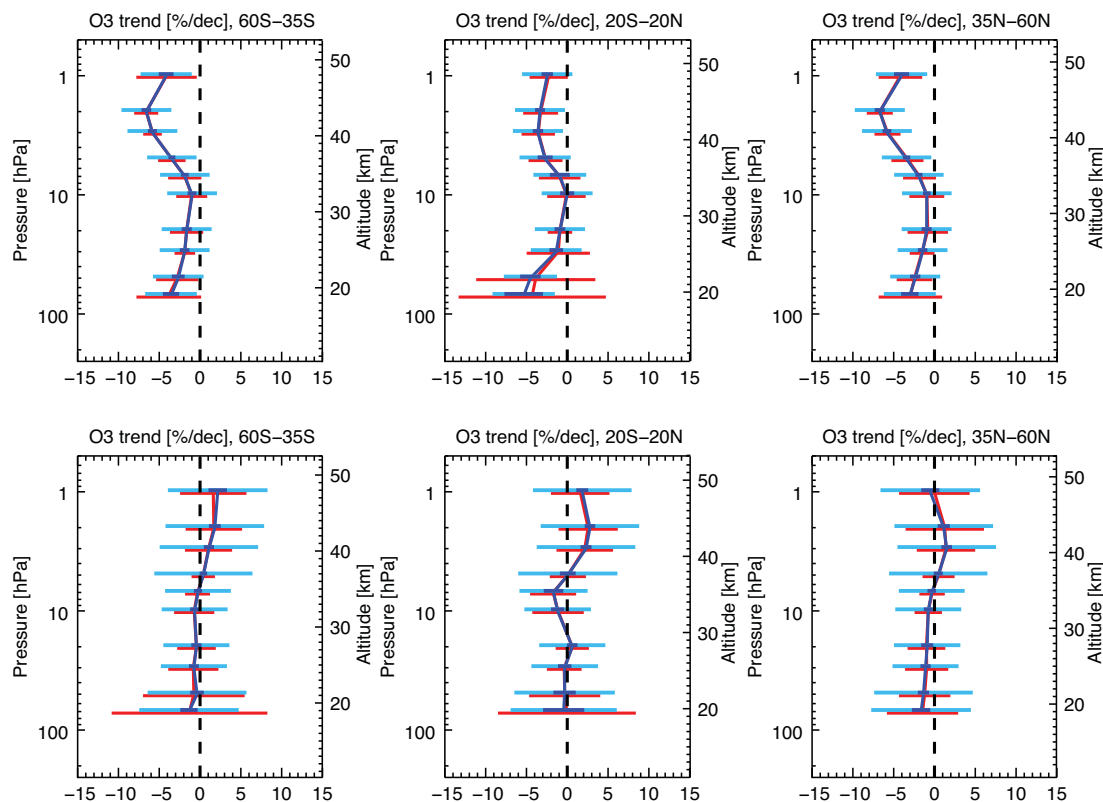 O3 trend [%/dec], 60S−35S
O3 trend [%/dec], 20S−20N
O3 trend [%/dec], 35N−60N
Pressure [hPa]
1
10
100
50
40
30
20
Altitude [km]
−15 −10 −5 0 5 10 15
Pressure [hPa]
1
10
100
50
40
30
20
Altitude [km]
−15 −10 −5 0 5 10 15
Pressure [hPa]
1
10
100
50
40
30
20
Altitude [km]
−15 −10 −5 0 5 10 15
O3 trend [%/dec], 60S−35S
O3 trend [%/dec], 20S−20N
O3 trend [%/dec], 35N−60N
Pressure [hPa]
1
10
100
50
40
30
20
Altitude [km]
−15 −10 −5 0 5 10 15
Pressure [hPa]
1
10
100
50
40
30
20
Altitude [km]
−15 −10 −5 0 5 10 15
Pressure [hPa]
1
10
100
50
40
30
20
Altitude [km]
−15 −10 −5 0 5 10 15